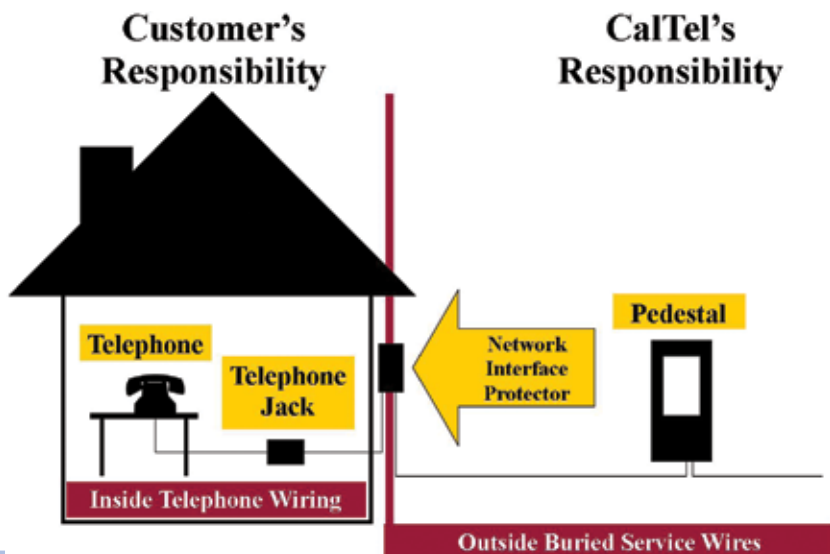 Customer's
Responsibility
CalTel's
Responsibility
Telephone
Telephone
Jack
Network
Interface
Protector
Pedestal
Inside Telephone Wiring
Outside Buried Service Wires